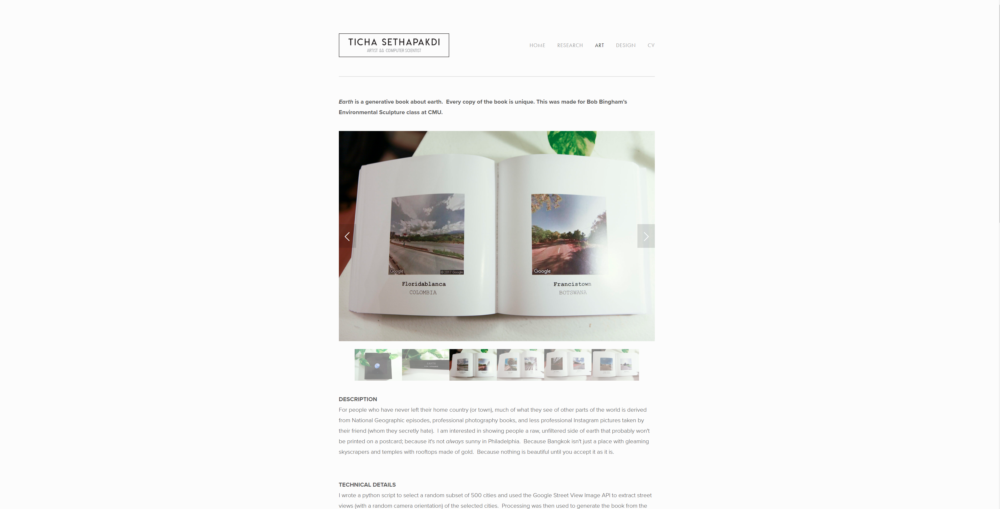 TICHA SETHAPAKDI
ARTIST && COMPUTER SCIENTIST
HOME RESEARCH ART DESIGN CV
Earth is a generative book about earth.  Every copy of the book is unique. This was made for Bob Bingham’s
Environmental Sculpture class at CMU.
Google © 2017 Google
Floridablanca
COLOMBIA
Google
Francistown
BOTSWANA
EARTH
ticha sethapakdi
DESCRIPTION
For people who have never left their home country (or town), much of what they see of other parts of the world is derived
from National Geographic episodes, professional photography books, and less professional Instagram pictures taken by
their friend (whom they secretly hate).  I am interested in showing people a raw, unfiltered side of earth that probably won't
be printed on a postcard; because it's not always sunny in Philadelphia.  Because Bangkok isn't just a place with gleaming
skyscrapers and temples with rooftops made of gold.  Because nothing is beautiful until you accept it as it is.
TECHNICAL DETAILS
I wrote a python script to select a random subset of 500 cities and used the Google Street View Image API to extract street
views (with a random camera orientation) of the selected cities.  Processing was then used to generate the book from the